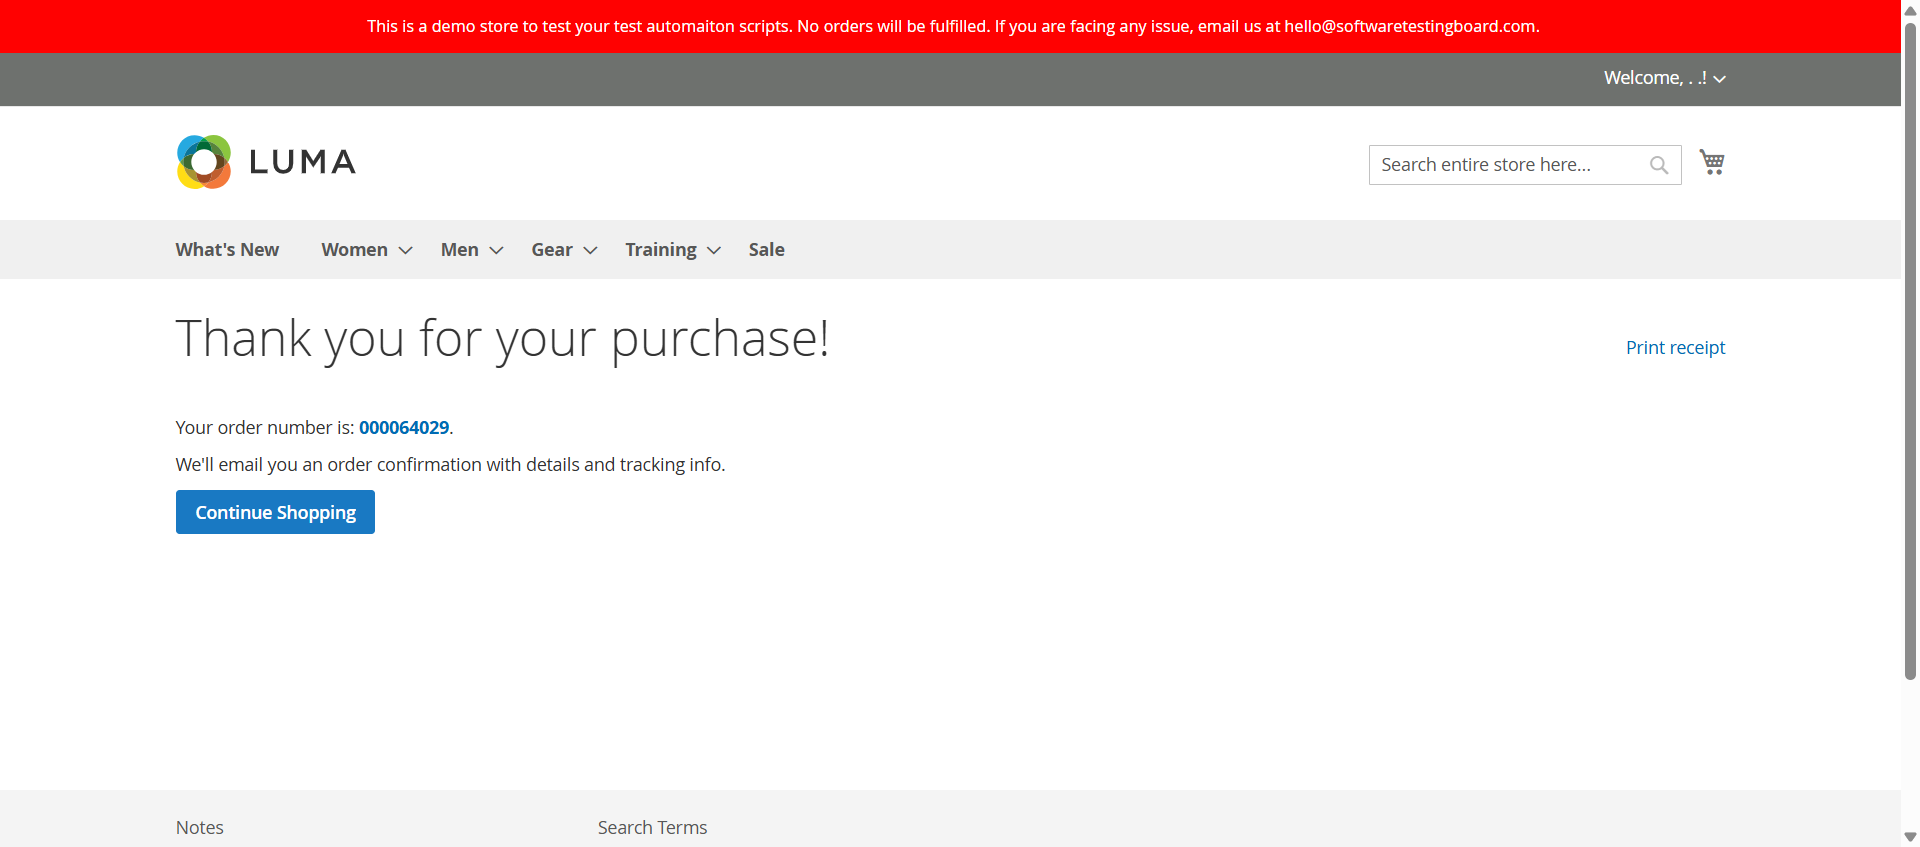 This is a demo store to test your test automaiton scripts. No orders will be fulfilled. If you are facing any issue, email us at hello@softwaretestingboard.com.
Welcome, . .!
LUMA
Search entire store here...
What's New Women Men Gear Training Sale
Thank you for your purchase!
Print receipt
Your order number is: 000064029.
We'll email you an order confirmation with details and tracking info.
Continue Shopping
Notes Search Terms